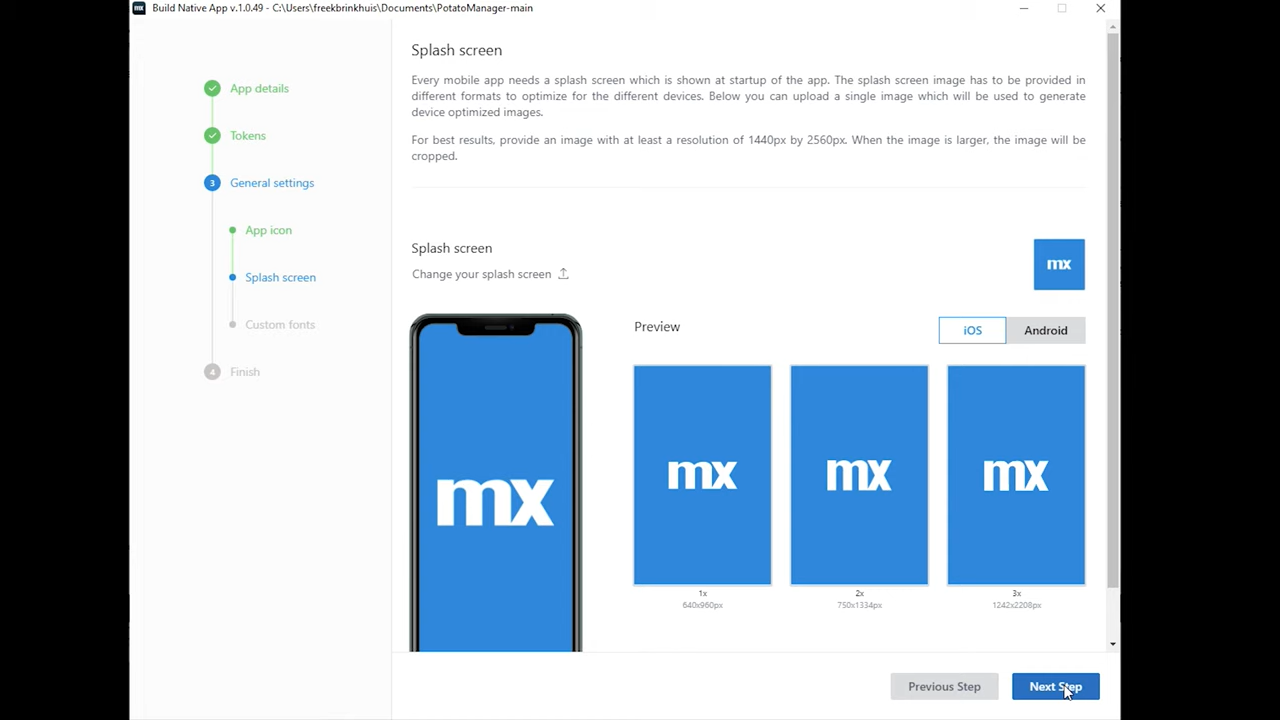 mx Build Native App v.1.0.49 - C:\Users\freekbrinkhuis\Documents\PotatoManager-main
App details
Tokens
3 General settings
App icon
Splash screen
Custom fonts
4 Finish
Splash screen
Every mobile app needs a splash screen which is shown at startup of the app. The splash screen image has to be provided in
different formats to optimize for the different devices. Below you can upload a single image which will be used to generate
device optimized images.
For best results, provide an image with at least a resolution of 1440px by 2560px. When the image is larger, the image will be
cropped.
Splash screen
Change your splash screen
mx
mx
Preview
iOS Android
mx mx mx
1x 2x 3x
640x960px 750x1334px 1242x2208px
Previous Step Next Step